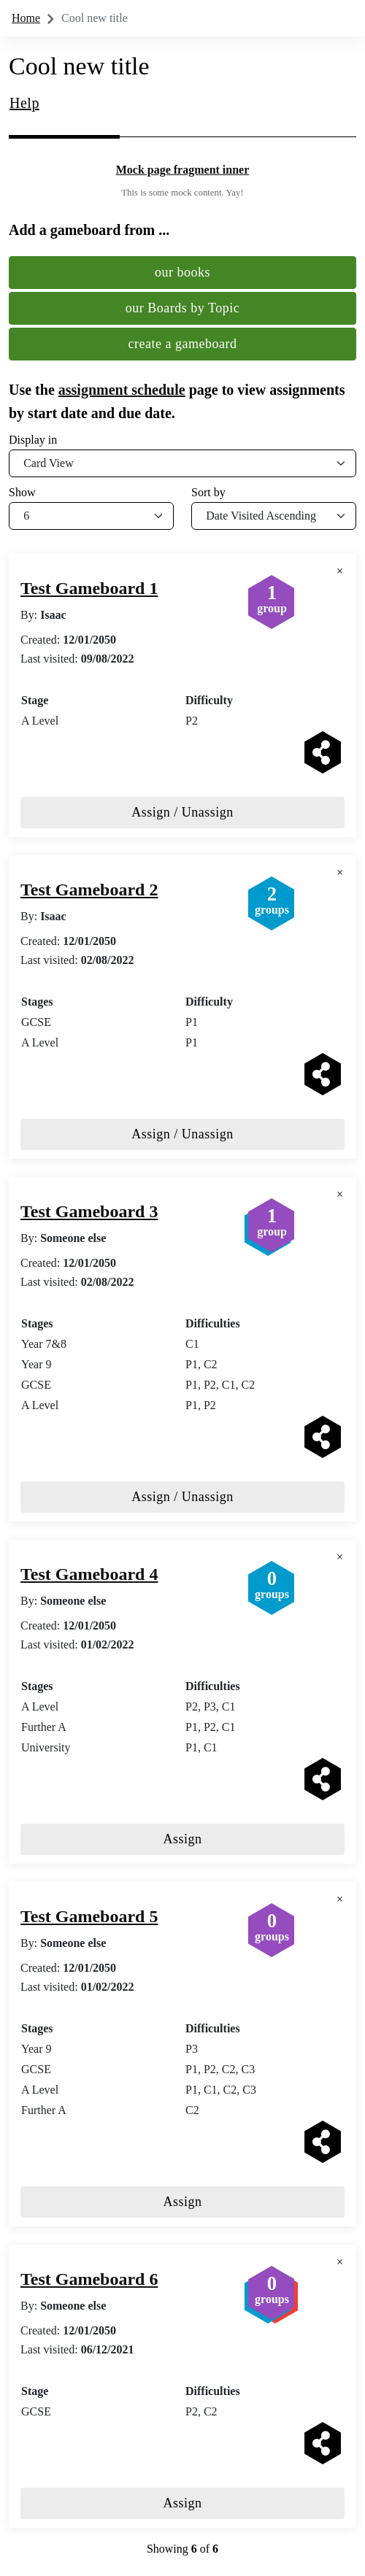 Home > Cool new title
Cool new title
Help
Mock page fragment inner
This is some mock content. Yay!
Add a gameboard from ...
our books
our Boards by Topic
create a gameboard
Use the assignment schedule page to view assignments
by start date and due date.
Display in
Card View
Show Sort by
6 Date Visited Ascending
×
Test Gameboard 1
1
group
By: Isaac
Created: 12/01/2050
Last visited: 09/08/2022
Stage Difficulty
A Level P2
Assign / Unassign
×
Test Gameboard 2
2
groups
By: Isaac
Created: 12/01/2050
Last visited: 02/08/2022
Stages Difficulty
GCSE P1
A Level P1
Assign / Unassign
×
Test Gameboard 3
1
group
By: Someone else
Created: 12/01/2050
Last visited: 02/08/2022
Stages Difficulties
Year 7&8 C1
Year 9 P1, C2
GCSE P1, P2, C1, C2
A Level P1, P2
Assign / Unassign
×
Test Gameboard 4
0
groups
By: Someone else
Created: 12/01/2050
Last visited: 01/02/2022
Stages Difficulties
A Level P2, P3, C1
Further A P1, P2, C1
University P1, C1
Assign
×
Test Gameboard 5
0
groups
By: Someone else
Created: 12/01/2050
Last visited: 01/02/2022
Stages Difficulties
Year 9 P3
GCSE P1, P2, C2, C3
A Level P1, C1, C2, C3
Further A C2
Assign
×
Test Gameboard 6
0
groups
By: Someone else
Created: 12/01/2050
Last visited: 06/12/2021
Stage Difficulties
GCSE P2, C2
Assign
Showing 6 of 6